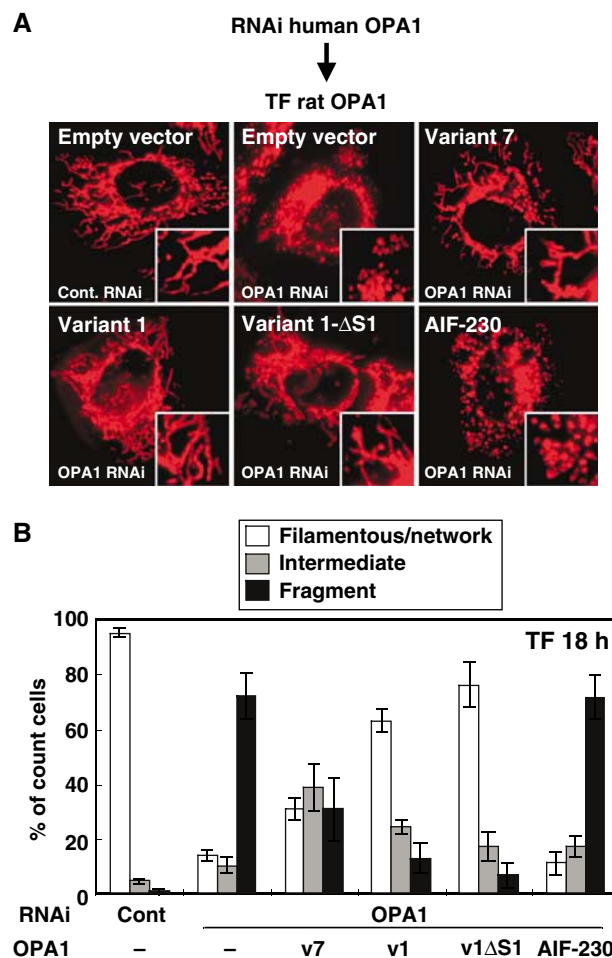 A
RNAi human OPA1
TF rat OPA1
Empty vector
Cont. RNAi
Empty vector
OPA1 RNAi
Variant 7
OPA1 RNAi
Variant 1
OPA1 RNAi
Variant 1-ΔS1
OPA1 RNAi
AIF-230
OPA1 RNAi
B
Filamentous/network
Intermediate
Fragment
TF 18 h
% of count cells
100
80
60
40
20
0
RNAi Cont OPA1
OPA1 – – v7 v1 v1ΔS1 AIF-230